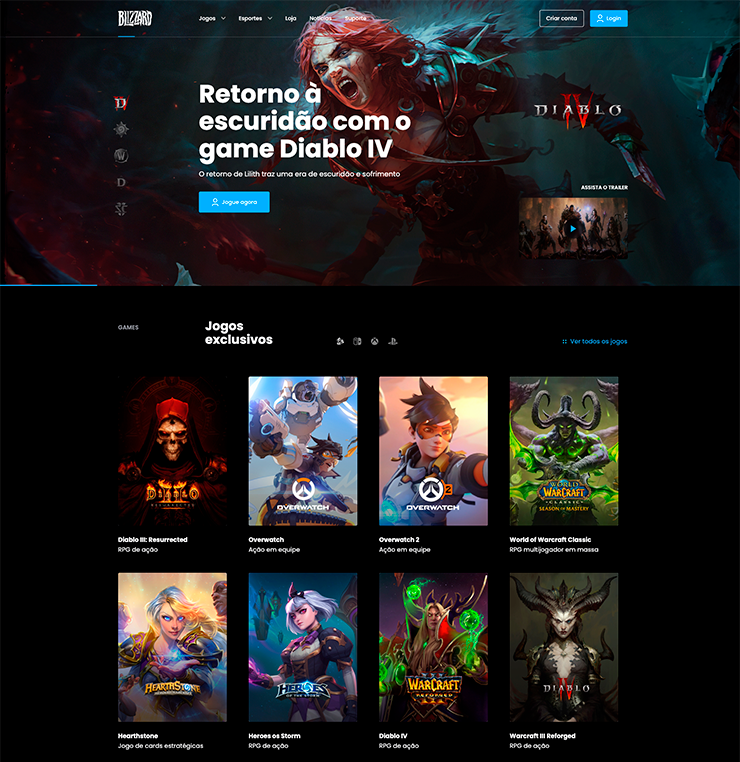 BLIZZARD
Jogos Esportes Loja Notícias Suporte Criar conta Login
Retorno à
escuridão com o
game Diablo IV
O retorno de Lilith traz uma era de escuridão e sofrimento
Jogue agora
DIABLO IV
ASSISTA O TRAILER
GAMES
Jogos
exclusivos
Ver todos os jogos
DIABLO II
RESURRECTED
OVERWATCH
OVERWATCH 2
WORLD
OF WARCRAFT
CLASSIC
SEASON OF MASTERY
Diablo III: Resurrected
RPG de ação
Overwatch
Ação em equipe
Overwatch 2
Ação em equipe
World of Warcraft Classic
RPG multijogador em massa
HEARTHSTONE
HEROES
OF THE STORM
WARCRAFT
III
REFORGED
DIABLO IV
Hearthstone
Jogo de cards estratégicas
Heroes os Storm
RPG de ação
Diablo IV
RPG de ação
Warcraft III Reforged
RPG de ação